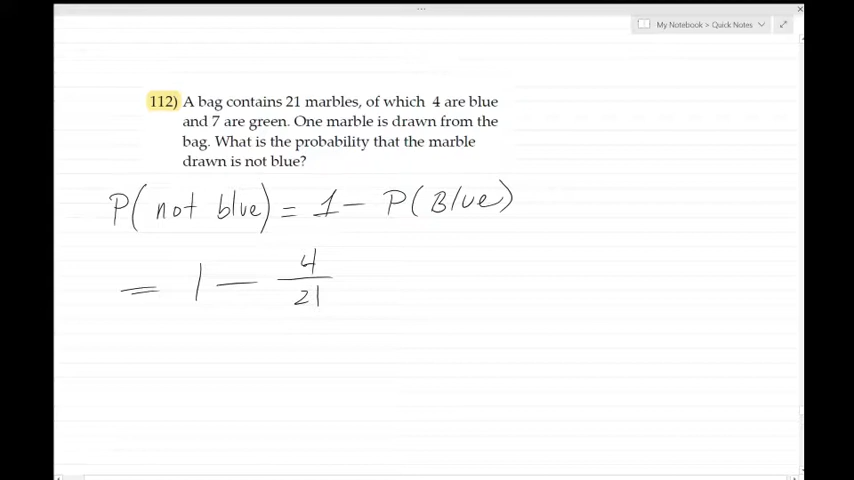 My Notebook > Quick Notes
112) A bag contains 21 marbles, of which 4 are blue
and 7 are green. One marble is drawn from the
bag. What is the probability that the marble
drawn is not blue?
P( not blue) = 1 - P( Blue)
= 1 - 4/21